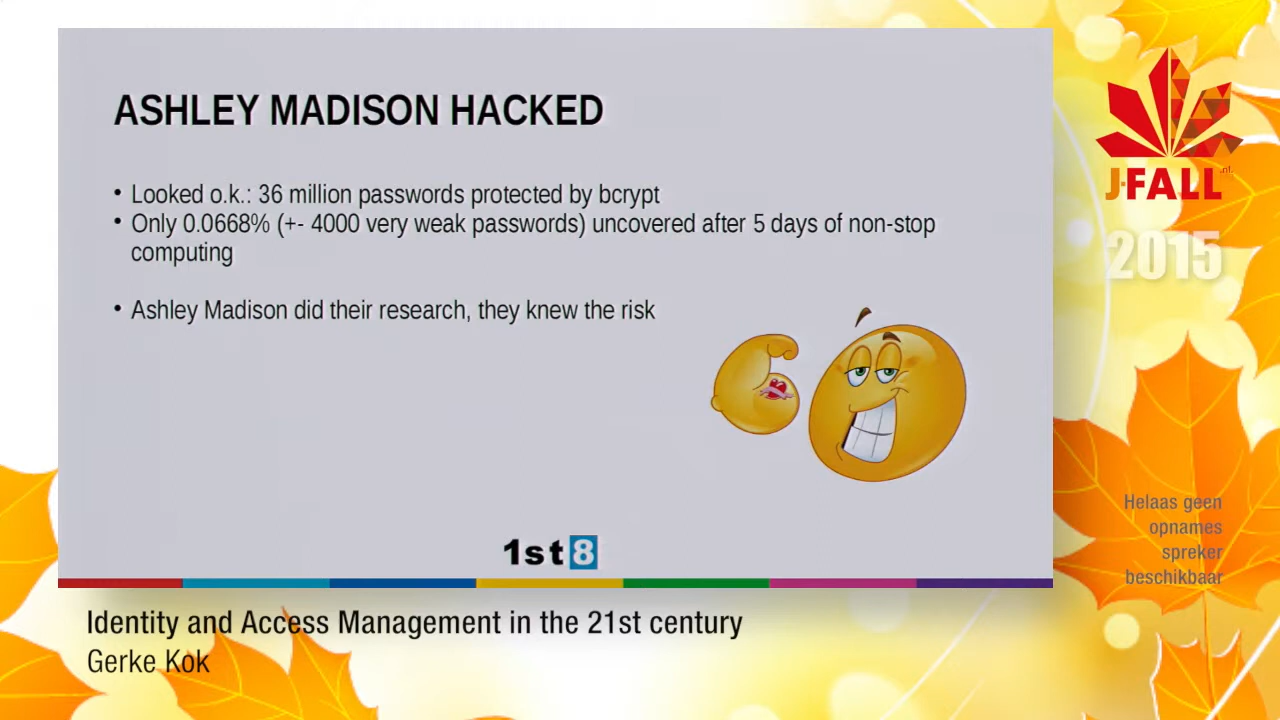 ASHLEY MADISON HACKED
• Looked o.k.: 36 million passwords protected by bcrypt
• Only 0.0668% (+- 4000 very weak passwords) uncovered after 5 days of non-stop
computing
• Ashley Madison did their research, they knew the risk
1st8
Identity and Access Management in the 21st century
Gerke Kok
J-FALL.nl
2015
Helaas geen
opnames
spreker
beschikbaar